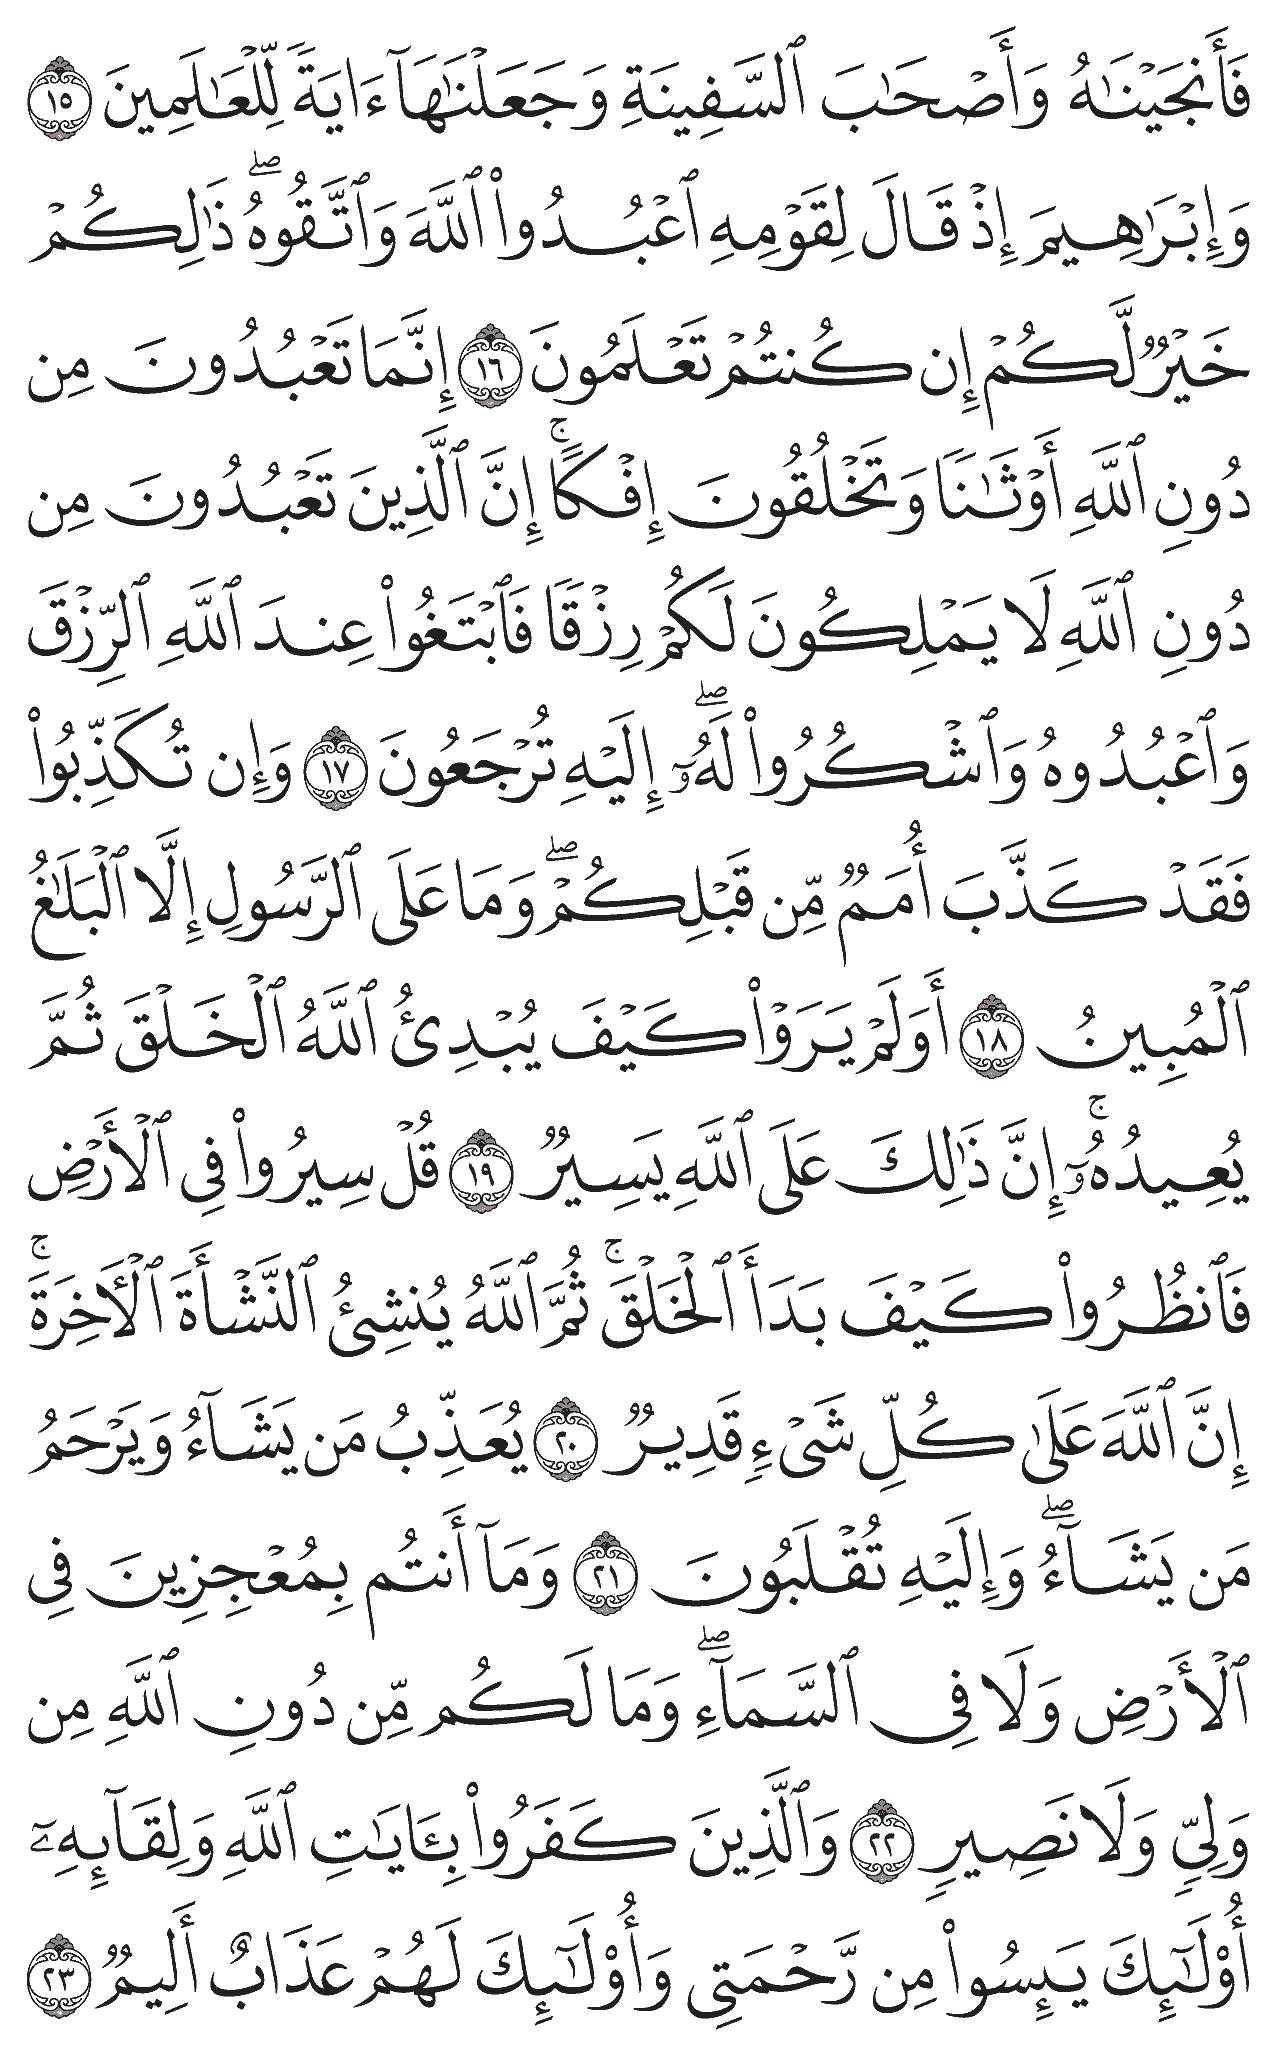 فَأَنجَيْنَـٰهُ وَأَصْحَـٰبَ ٱلسَّفِينَةِ وَجَعَلْنَـٰهَآ ءَايَةً لِّلْعَـٰلَمِينَ ١٥
وَإِبْرَٰهِيمَ إِذْ قَالَ لِقَوْمِهِ ٱعْبُدُوا۟ ٱللَّهَ وَٱتَّقُوهُ ۖ ذَٰلِكُمْ
خَيْرٌ لَّكُمْ إِن كُنتُمْ تَعْلَمُونَ ١٦ إِنَّمَا تَعْبُدُونَ مِن
دُونِ ٱللَّهِ أَوْثَـٰنًا وَتَخْلُقُونَ إِفْكًا ۚ إِنَّ ٱلَّذِينَ تَعْبُدُونَ مِن
دُونِ ٱللَّهِ لَا يَمْلِكُونَ لَكُمْ رِزْقًا فَٱبْتَغُوا۟ عِندَ ٱللَّهِ ٱلرِّزْقَ
وَٱعْبُدُوهُ وَٱشْكُرُوا۟ لَهُۥٓ ۖ إِلَيْهِ تُرْجَعُونَ ١٧ وَإِن تُكَذِّبُوا۟
فَقَدْ كَذَّبَ أُمَمٌ مِّن قَبْلِكُمْ ۖ وَمَا عَلَى ٱلرَّسُولِ إِلَّا ٱلْبَلَـٰغُ
ٱلْمُبِينُ ١٨ أَوَلَمْ يَرَوْا۟ كَيْفَ يُبْدِئُ ٱللَّهُ ٱلْخَلْقَ ثُمَّ
يُعِيدُهُۥٓ ۚ إِنَّ ذَٰلِكَ عَلَى ٱللَّهِ يَسِيرٌ ١٩ قُلْ سِيرُوا۟ فِى ٱلْأَرْضِ
فَٱنظُرُوا۟ كَيْفَ بَدَأَ ٱلْخَلْقَ ۚ ثُمَّ ٱللَّهُ يُنشِئُ ٱلنَّشْأَةَ ٱلْـَٔاخِرَةَ ۚ
إِنَّ ٱللَّهَ عَلَىٰ كُلِّ شَىْءٍ قَدِيرٌ ٢٠ يُعَذِّبُ مَن يَشَآءُ وَيَرْحَمُ
مَن يَشَآءُ ۖ وَإِلَيْهِ تُقْلَبُونَ ٢١ وَمَآ أَنتُم بِمُعْجِزِينَ فِى
ٱلْأَرْضِ وَلَا فِى ٱلسَّمَآءِ ۖ وَمَا لَكُم مِّن دُونِ ٱللَّهِ مِن
وَلِىٍّ وَلَا نَصِيرٍ ٢٢ وَٱلَّذِينَ كَفَرُوا۟ بِـَٔايَـٰتِ ٱللَّهِ وَلِقَآئِهِۦٓ
أُو۟لَـٰٓئِكَ يَئِسُوا۟ مِن رَّحْمَتِى وَأُو۟لَـٰٓئِكَ لَهُمْ عَذَابٌ أَلِيمٌ ٢٣